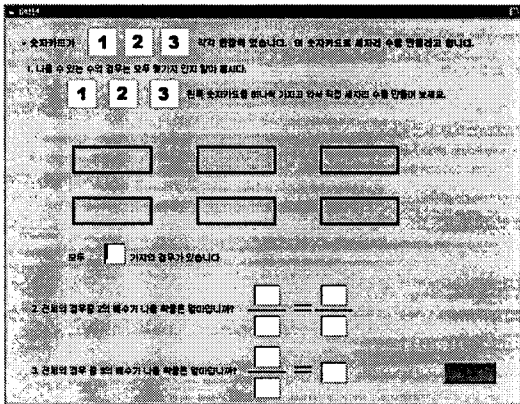 숫자카드가 1 2 3 각각 한장씩 있습니다. 이 숫자카드로 세자리 수를 만들려고 합니다.
1. 나올 수 있는 수의 경우는 모두 몇가지 인지 알아 봅시다.
1 2 3 왼쪽 숫자카드를 하나씩 가지고 와서 직접 세자리 수를 만들어 보세요.
모두 가지의 경우가 있습니다
2. 전체의 경우중 2의 배수가 나올 확률은 얼마입니까?
=
3. 전체의 경우 중 3의 배수가 나올 확률은 얼마입니까?
=